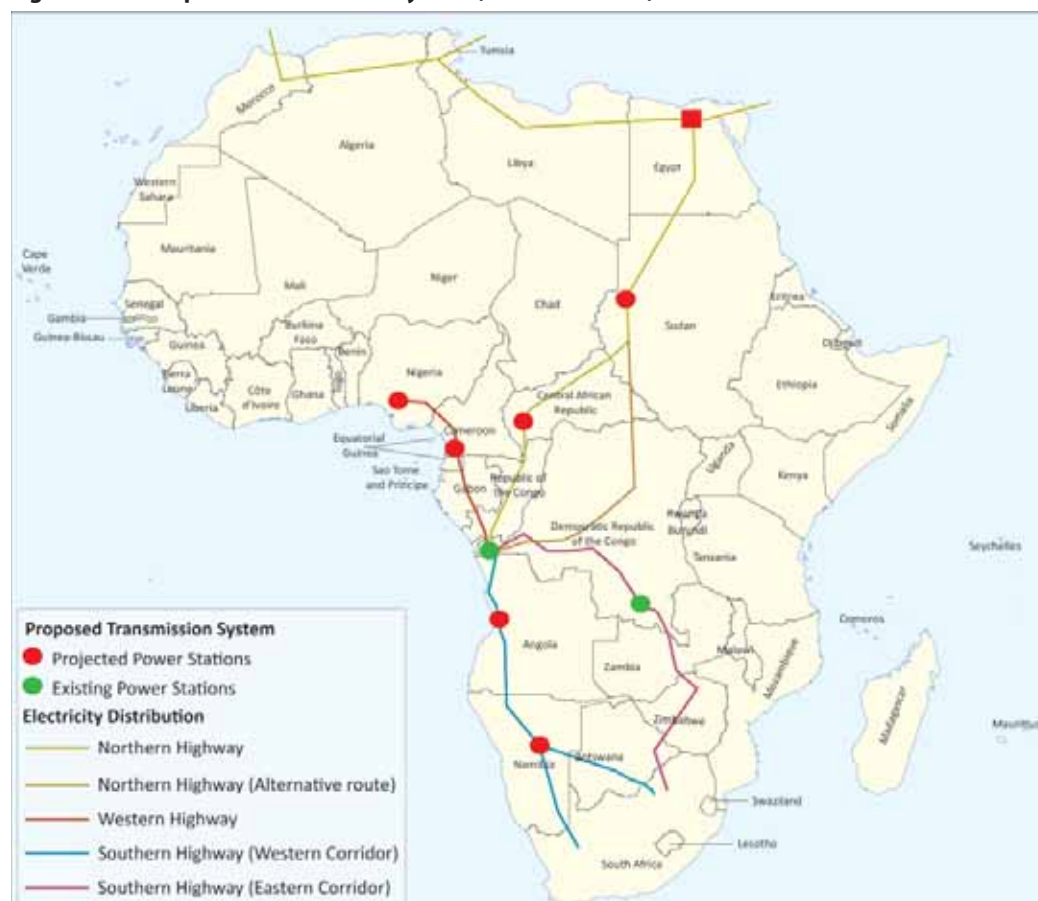 Tunisia
Morocco
Algeria
Libya
Egypt
Western
Sahara
Mauritania
Cape
Verde
Mali
Niger
Chad
Sudan
Eritrea
Senegal
Gambia
Guinea-Bissau
Burkina
Faso
Djibouti
Guinea
Benin
Nigeria
Sierra
Leone
Côte
d'Ivoire
Ghana
Togo
Liberia
Central African
Republic
Ethiopia
Somalia
Cameroon
Equatorial
Guinea
Uganda
Kenya
Sao Tome
and Principe
Gabon
Republic of
the Congo
Rwanda
Burundi
Democratic Republic
of the Congo
Tanzania
Seychelles
Comoros
Angola
Malawi
Zambia
Mozambique
Madagascar
Mauritius
Zimbabwe
Namibia
Botswana
Swaziland
Lesotho
South Africa
Proposed Transmission System
Projected Power Stations
Existing Power Stations
Electricity Distribution
Northern Highway
Northern Highway (Alternative route)
Western Highway
Southern Highway (Western Corridor)
Southern Highway (Eastern Corridor)